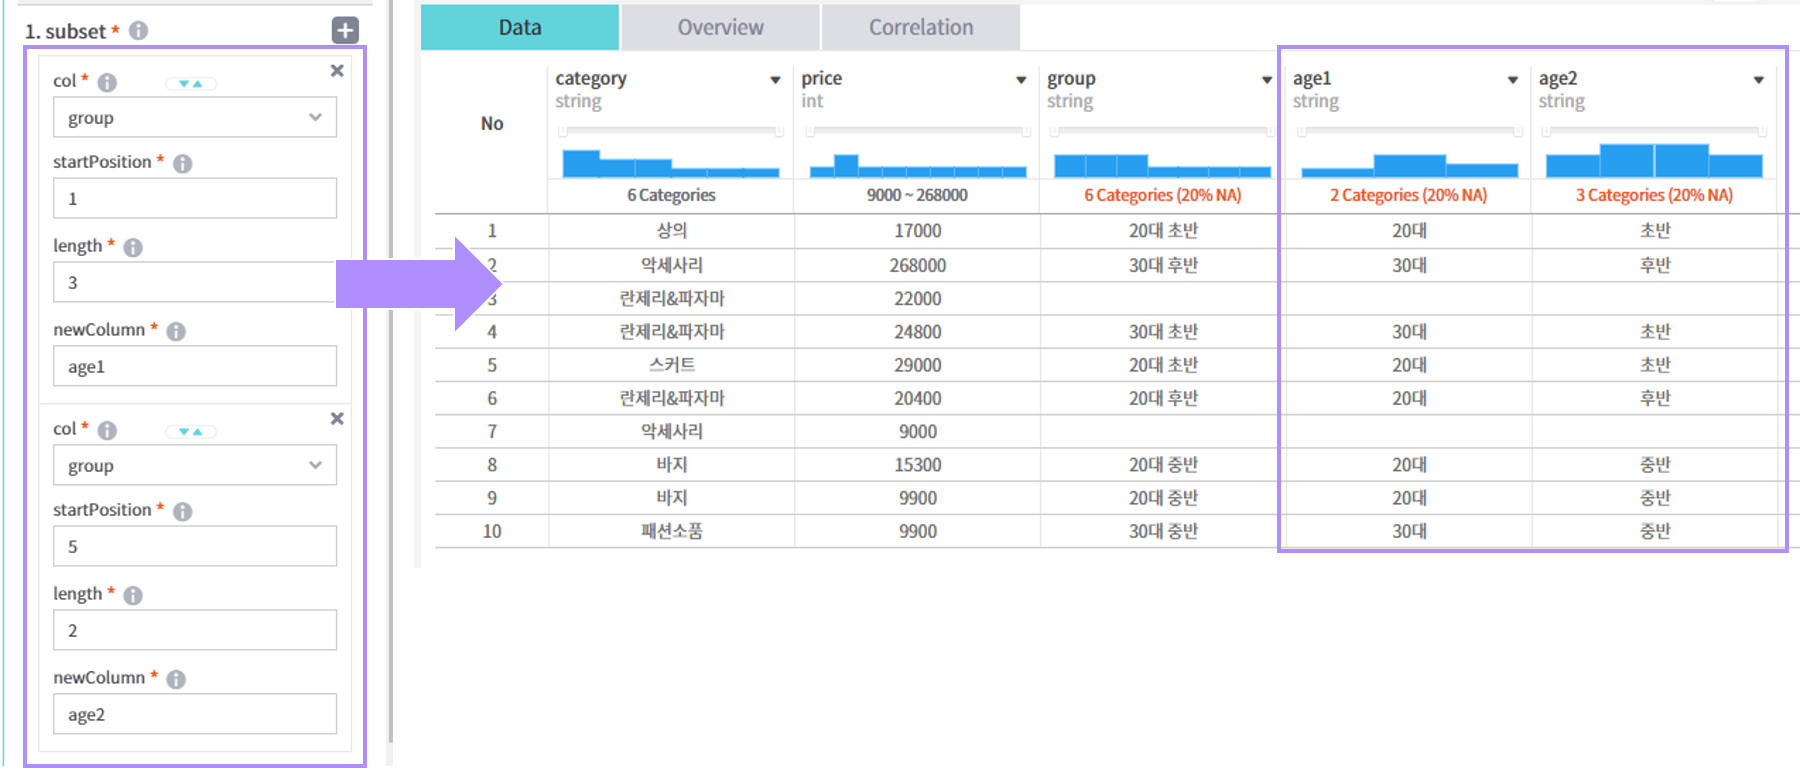 1. subset *
col *
group
startPosition *
1
length *
3
newColumn *
age1
col *
group
startPosition *
5
length *
2
newColumn *
age2
Data Overview Correlation
No category price group age1 age2
string int string string string
6 Categories 9000 ~ 268000 6 Categories (20% NA) 2 Categories (20% NA) 3 Categories (20% NA)
1 상의 17000 20대 초반 20대 초반
2 악세사리 268000 30대 후반 30대 후반
3 란제리&파자마 22000
4 란제리&파자마 24800 30대 초반 30대 초반
5 스커트 29000 20대 초반 20대 초반
6 란제리&파자마 20400 20대 후반 20대 후반
7 악세사리 9000
8 바지 15300 20대 중반 20대 중반
9 바지 9900 20대 중반 20대 중반
10 패션소품 9900 30대 중반 30대 중반